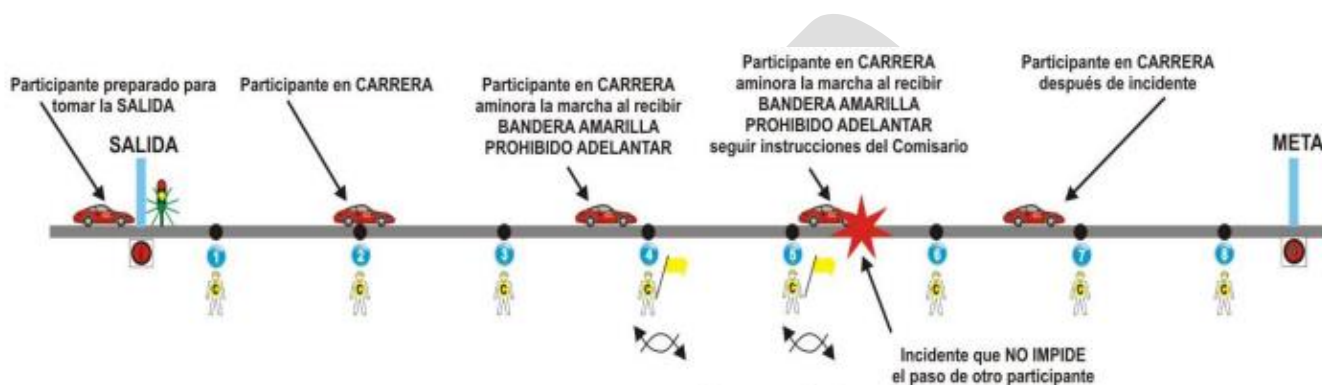 Participante preparado para
tomar la SALIDA
Participante en CARRERA
Participante en CARRERA
aminora la marcha al recibir
BANDERA AMARILLA
PROHIBIDO ADELANTAR
Participante en CARRERA
aminora la marcha al recibir
BANDERA AMARILLA
PROHIBIDO ADELANTAR
seguir instrucciones del Comisario
Participante en CARRERA
después de incidente
SALIDA
META
1
2
3
4
5
6
7
8
C
C
C
C
C
C
C
C
Incidente que NO IMPIDE
el paso de otro participante